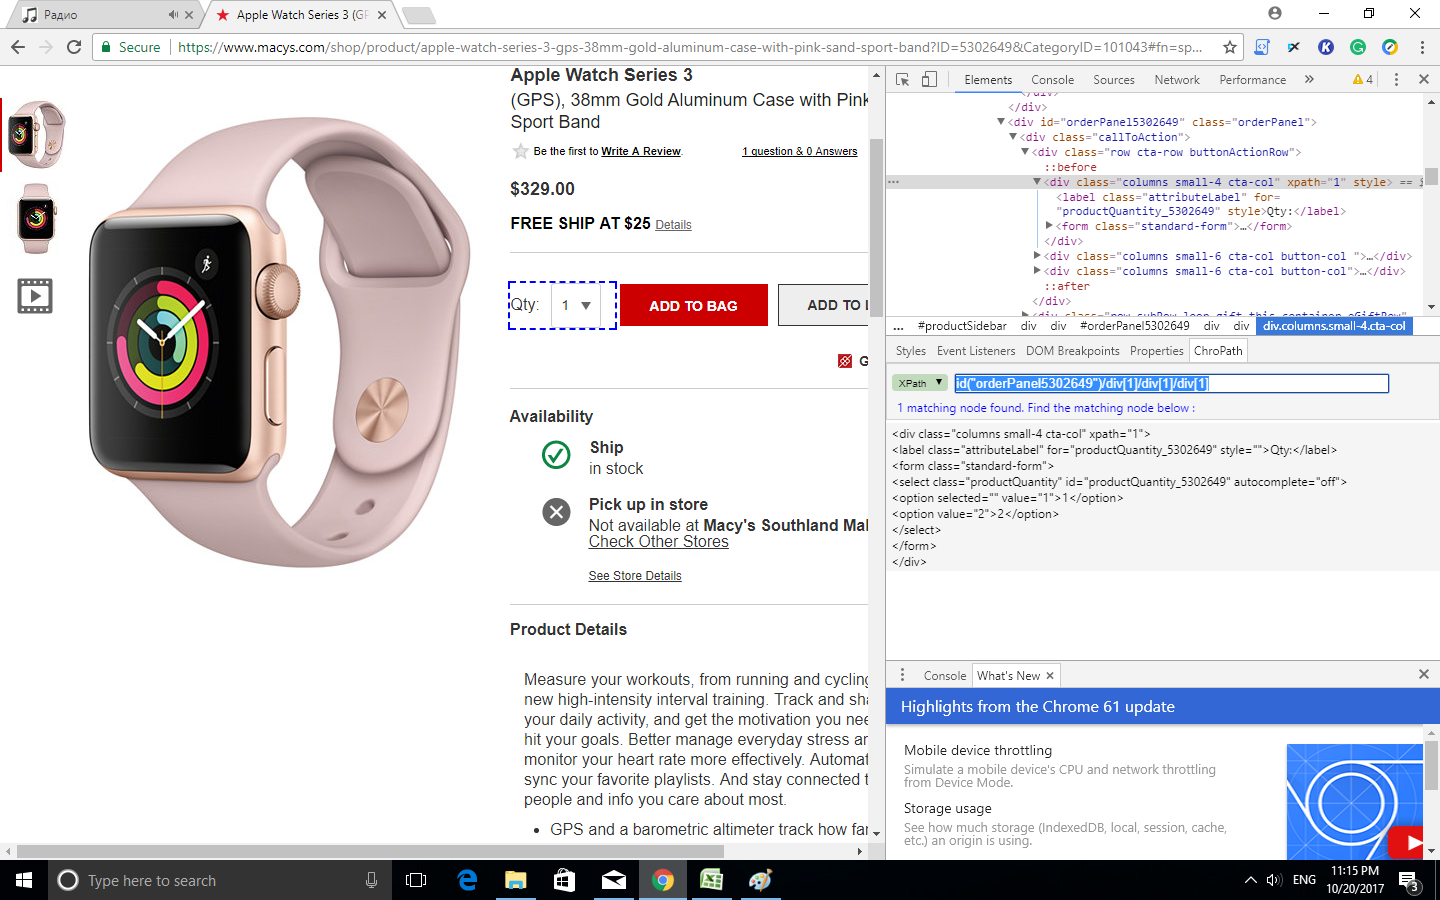 Радио
Apple Watch Series 3 (GP
Secure
https://www.macys.com/shop/product/apple-watch-series-3-gps-38mm-gold-aluminum-case-with-pink-sand-sport-band?ID=5302649&CategoryID=101043#fn=sp...
Apple Watch Series 3
(GPS), 38mm Gold Aluminum Case with Pink
Sport Band
Be the first to Write A Review.
1 question & 0 Answers
$329.00
FREE SHIP AT $25 Details
Qty:
1
ADD TO BAG
ADD TO
G
Availability
Ship
in stock
Pick up in store
Not available at Macy's Southland Mal
Check Other Stores
See Store Details
Product Details
Measure your workouts, from running and cycling
new high-intensity interval training. Track and sha
your daily activity, and get the motivation you nee
hit your goals. Better manage everyday stress an
monitor your heart rate more effectively. Automat
sync your favorite playlists. And stay connected t
people and info you care about most.
• GPS and a barometric altimeter track how far
Elements Console Sources Network Performance » 4
</div>
</div>
<div id="orderPanel5302649" class="orderPanel">
<div class="callToAction">
<div class="row cta-row buttonActionRow">
::before
... <div class="columns small-4 cta-col" xpath="1" style> ==
<label class="attributeLabel" for=
"productQuantity_5302649" style>Qty:</label>
<form class="standard-form">…</form>
</div>
<div class="columns small-6 cta-col button-col ">…</div>
<div class="columns small-6 cta-col button-col">…</div>
::after
</div>
... #productSidebar div div #orderPanel5302649 div div div.columns.small-4.cta-col
Styles Event Listeners DOM Breakpoints Properties ChroPath
XPath ▼
id("orderPanel5302649")/div[1]/div[1]/div[1]
1 matching node found. Find the matching node below :
<div class="columns small-4 cta-col" xpath="1">
<label class="attributeLabel" for="productQuantity_5302649" style="">Qty:</label>
<form class="standard-form">
<select class="productQuantity" id="productQuantity_5302649" autocomplete="off">
<option selected="" value="1">1</option>
<option value="2">2</option>
</select>
</form>
</div>
Console What's New
Highlights from the Chrome 61 update
Mobile device throttling
Simulate a mobile device's CPU and network throttling
from Device Mode.
Storage usage
See how much storage (IndexedDB, local, session, cache,
etc.) an origin is using.
Type here to search
ENG
11:15 PM
10/20/2017
3